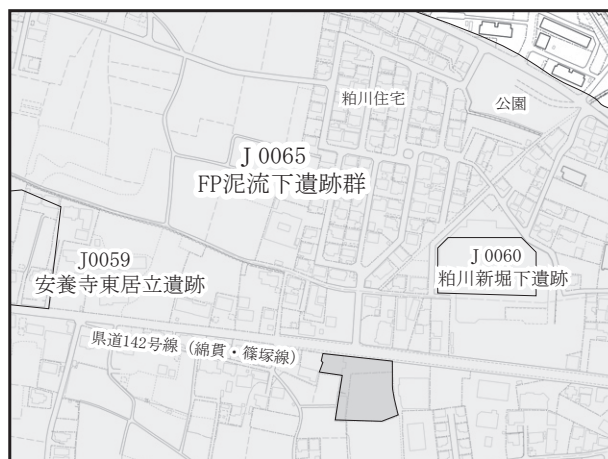 粕川住宅
公園
J 0065
FP泥流下遺跡群
J0059
安養寺東居立遺跡
J 0060
粕川新堀下遺跡
県道142号線（綿貫・篠塚線）